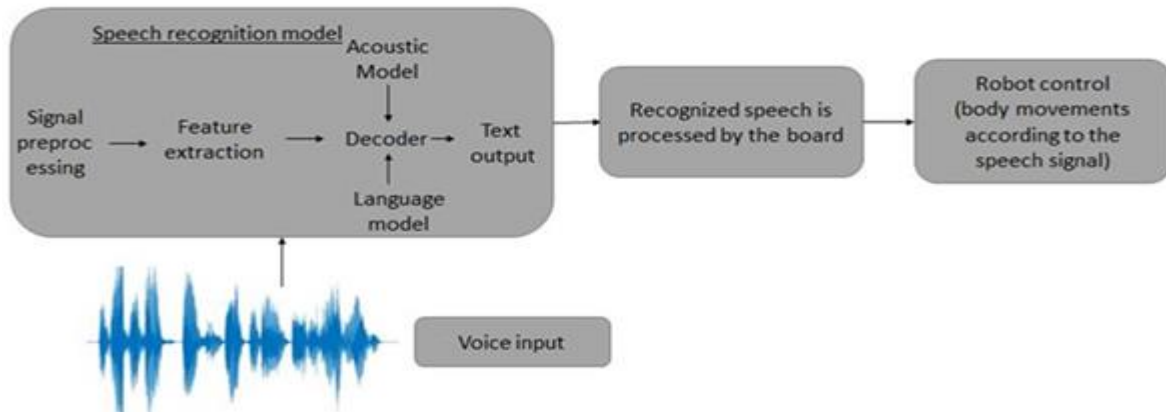 Speech recognition model
Acoustic
Model
Signal
preproc
essing
Feature
extraction
Decoder
Text
output
Language
model
Recognized speech is
processed by the board
Robot control
(body movements
according to the
speech signal)
Voice input